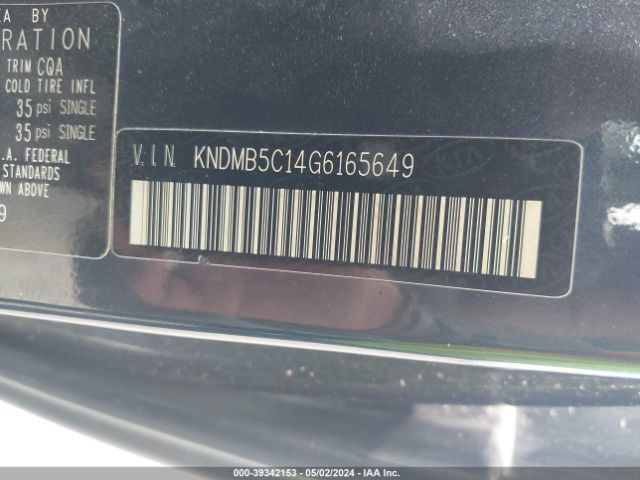 EA BY
RATION
TRIM CQA
COLD TIRE INFL
35 psi SINGLE
35 psi SINGLE
.A. FEDERAL
STANDARDS
WN ABOVE
9
V.I.N. KNDMB5C14G6165649
000-39342153 - 05/02/2024 - IAA Inc.